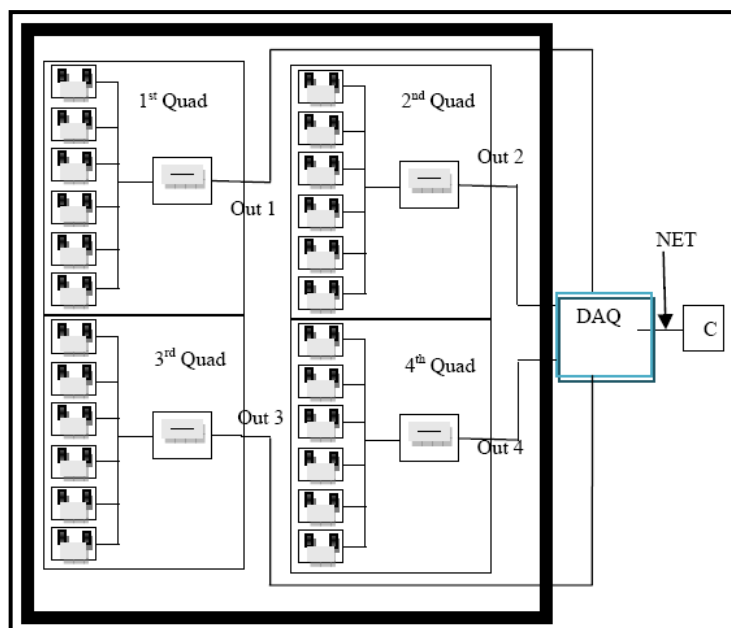 1st Quad
2nd Quad
Out 1
Out 2
NET
DAQ
C
3rd Quad
4th Quad
Out 3
Out 4